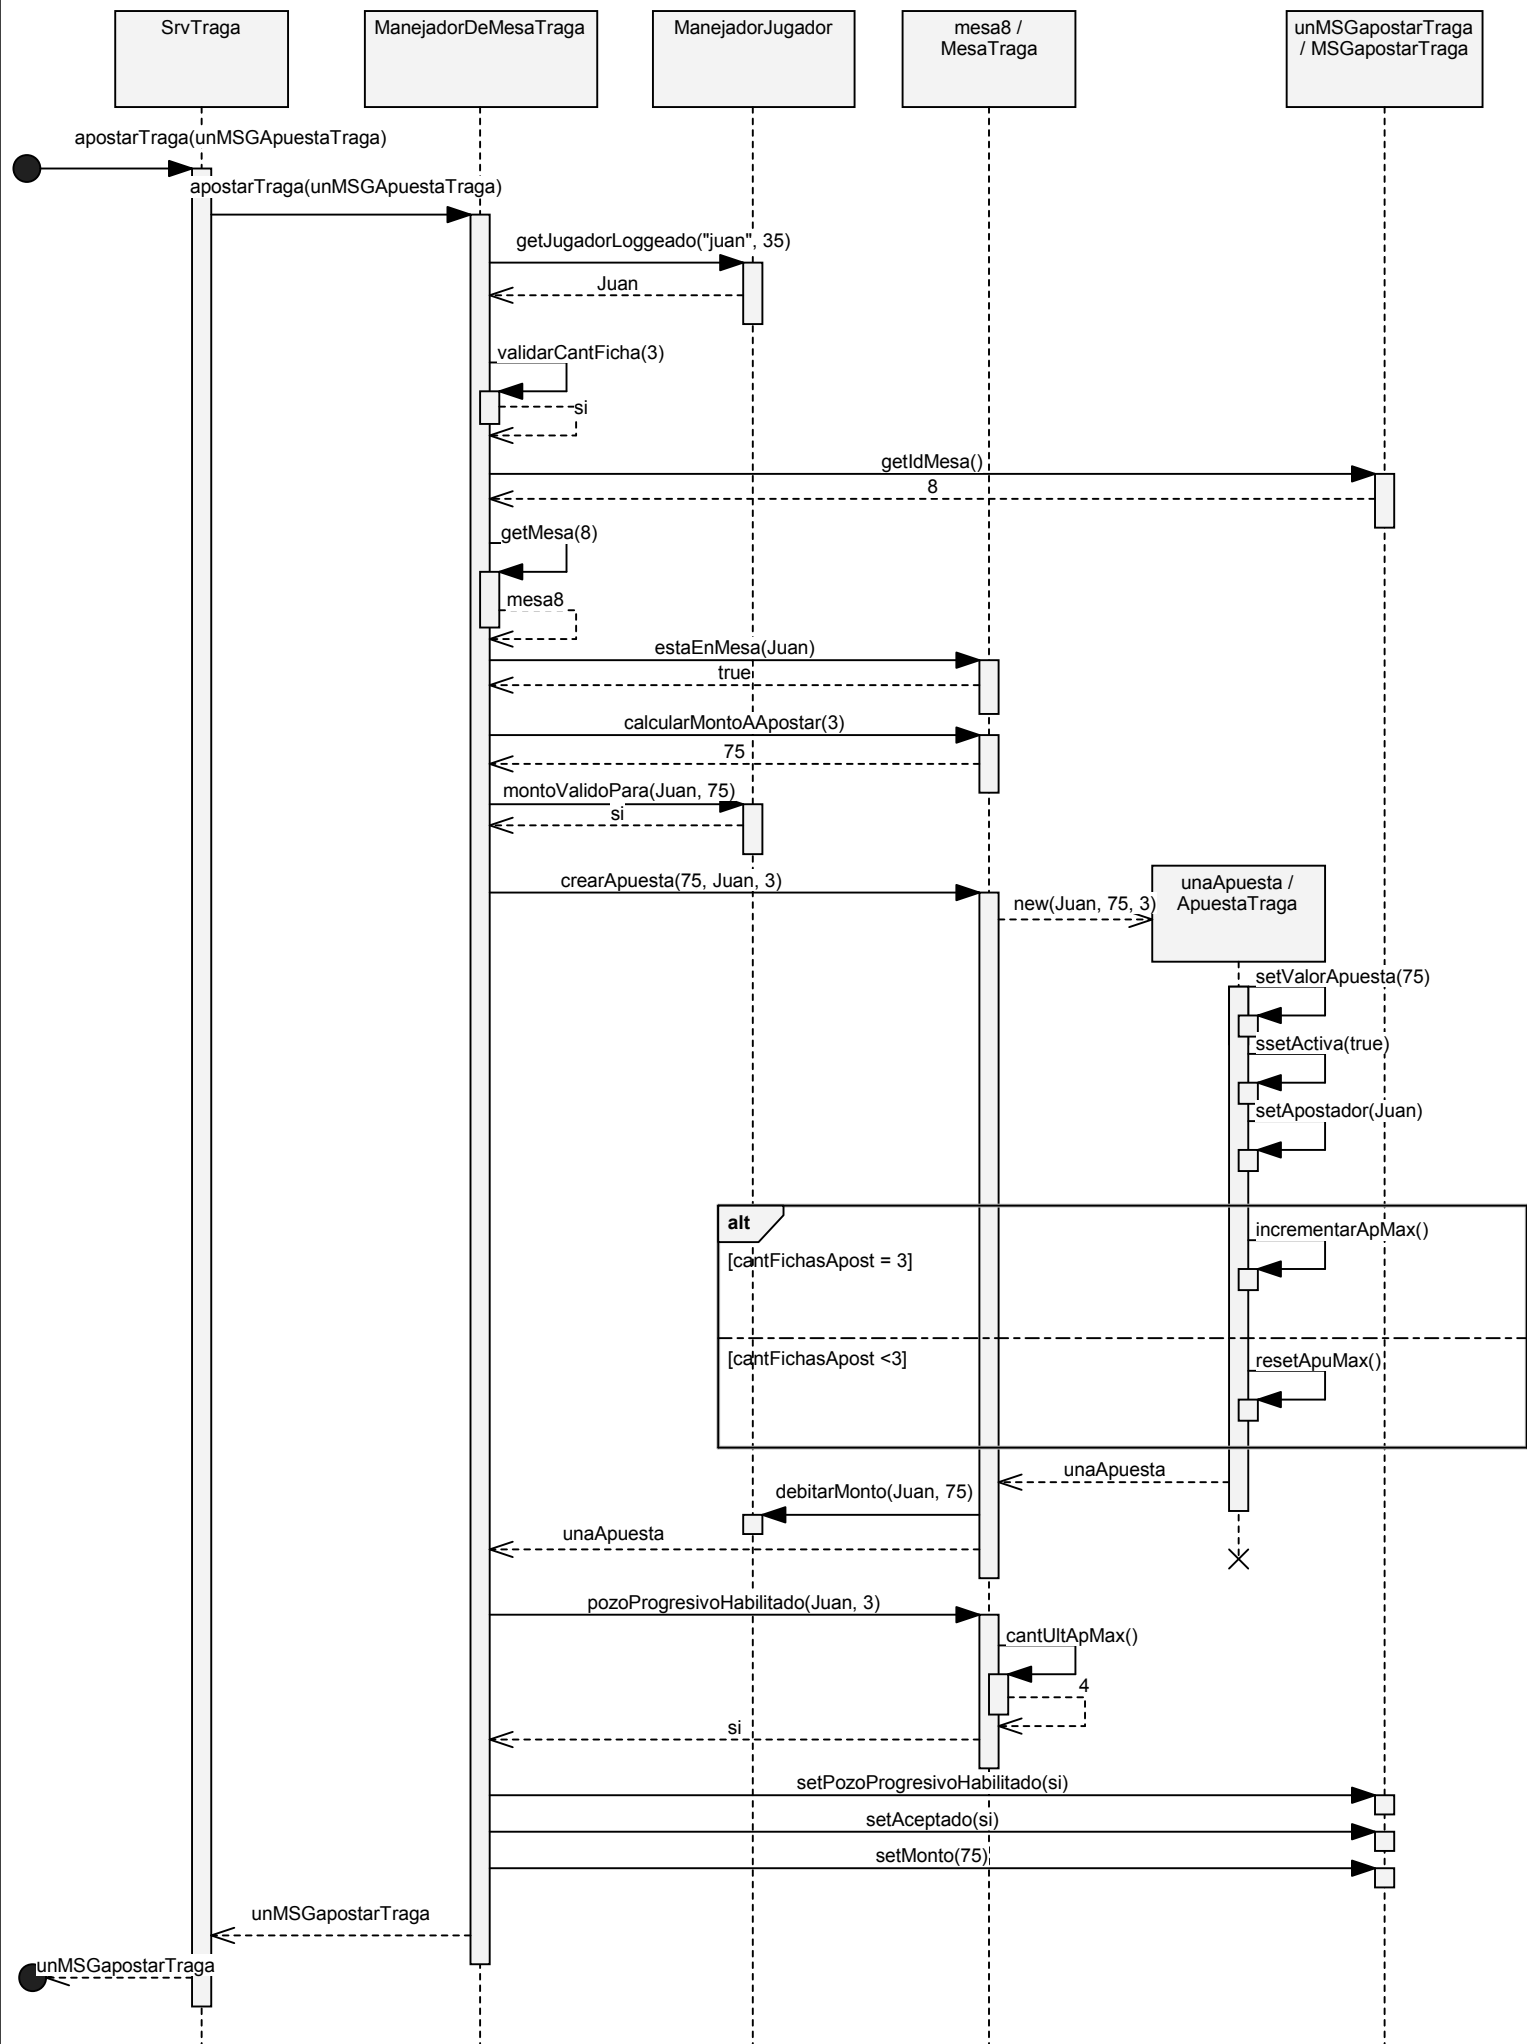 SrvTraga
ManejadorDeMesaTraga
ManejadorJugador
mesa8 /
MesaTraga
unMSGapostarTraga
/ MSGapostarTraga
apostarTraga(unMSGApuestaTraga)
apostarTraga(unMSGApuestaTraga)
getJugadorLoggeado("juan", 35)
Juan
validarCantFicha(3)
si
getIdMesa()
8
getMesa(8)
mesa8
estaEnMesa(Juan)
true
calcularMontoAApostar(3)
75
montoValidoPara(Juan, 75)
si
crearApuesta(75, Juan, 3)
new(Juan, 75, 3)
unaApuesta /
ApuestaTraga
setValorApuesta(75)
ssetActiva(true)
setApostador(Juan)
alt
incrementarApMax()
[cantFichasApost = 3]
[cantFichasApost <3]
resetApuMax()
unaApuesta
debitarMonto(Juan, 75)
unaApuesta
pozoProgresivoHabilitado(Juan, 3)
cantUltApMax()
4
si
setPozoProgresivoHabilitado(si)
setAceptado(si)
setMonto(75)
unMSGapostarTraga
unMSGapostarTraga